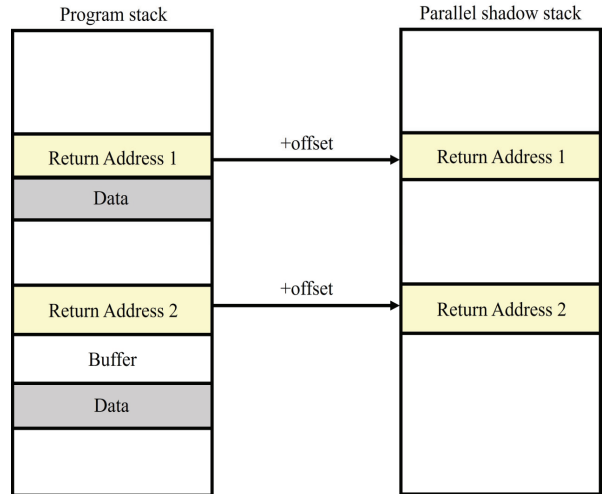 Program stack
Parallel shadow stack
Return Address 1
+offset
Return Address 1
Data
Return Address 2
+offset
Return Address 2
Buffer
Data